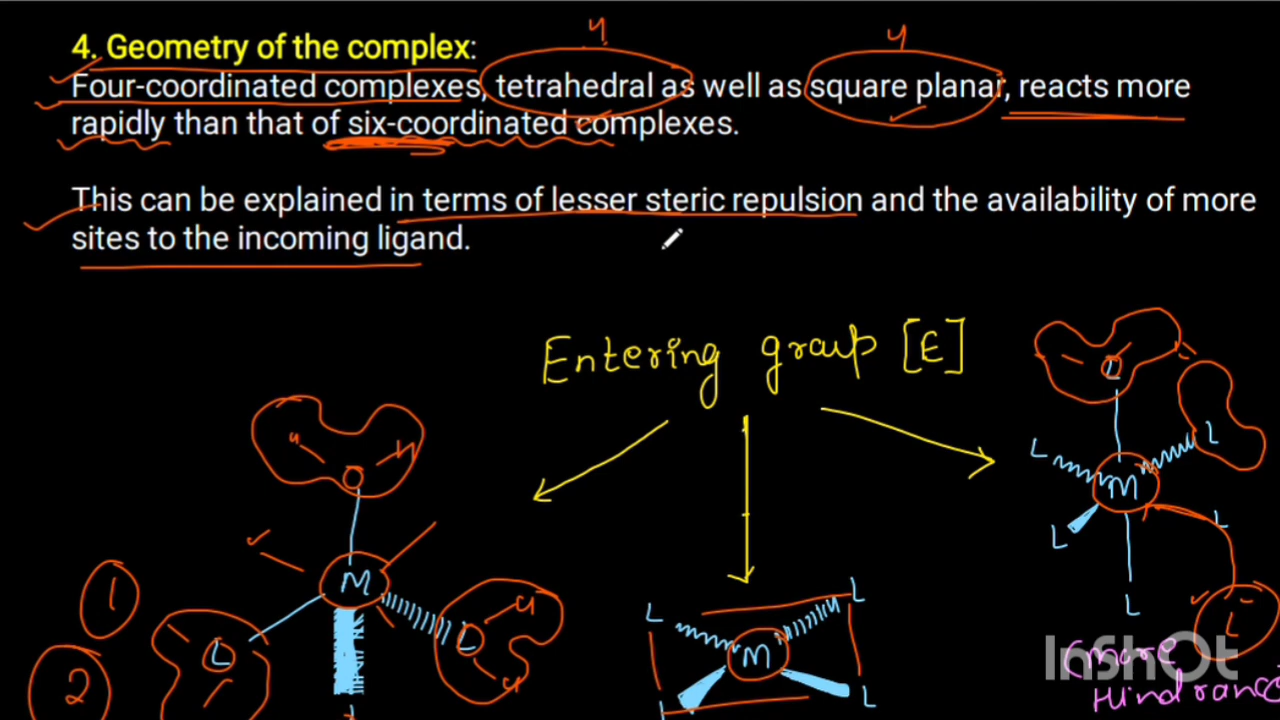 4
4
4. Geometry of the complex:
Four-coordinated complexes, tetrahedral as well as square planar, reacts more
rapidly than that of six-coordinated complexes.
This can be explained in terms of lesser steric repulsion and the availability of more
sites to the incoming ligand.
Entering group [E]
L
L
L
M
L
L
L
L
M
H
O
1
L
2
L
L
M
L
L
InShOt
(more
Hindrance